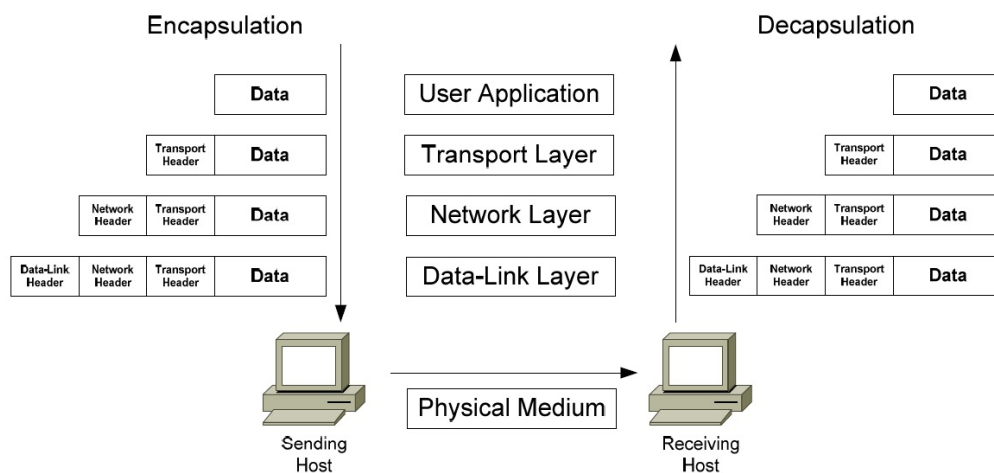 Encapsulation
Decapsulation
Data
User Application
Data
Transport Header
Data
Transport Layer
Transport Header
Data
Network Header
Transport Header
Data
Network Layer
Network Header
Transport Header
Data
Data-Link Header
Network Header
Transport Header
Data
Data-Link Layer
Data-Link Header
Network Header
Transport Header
Data
Physical Medium
Sending
Host
Receiving
Host